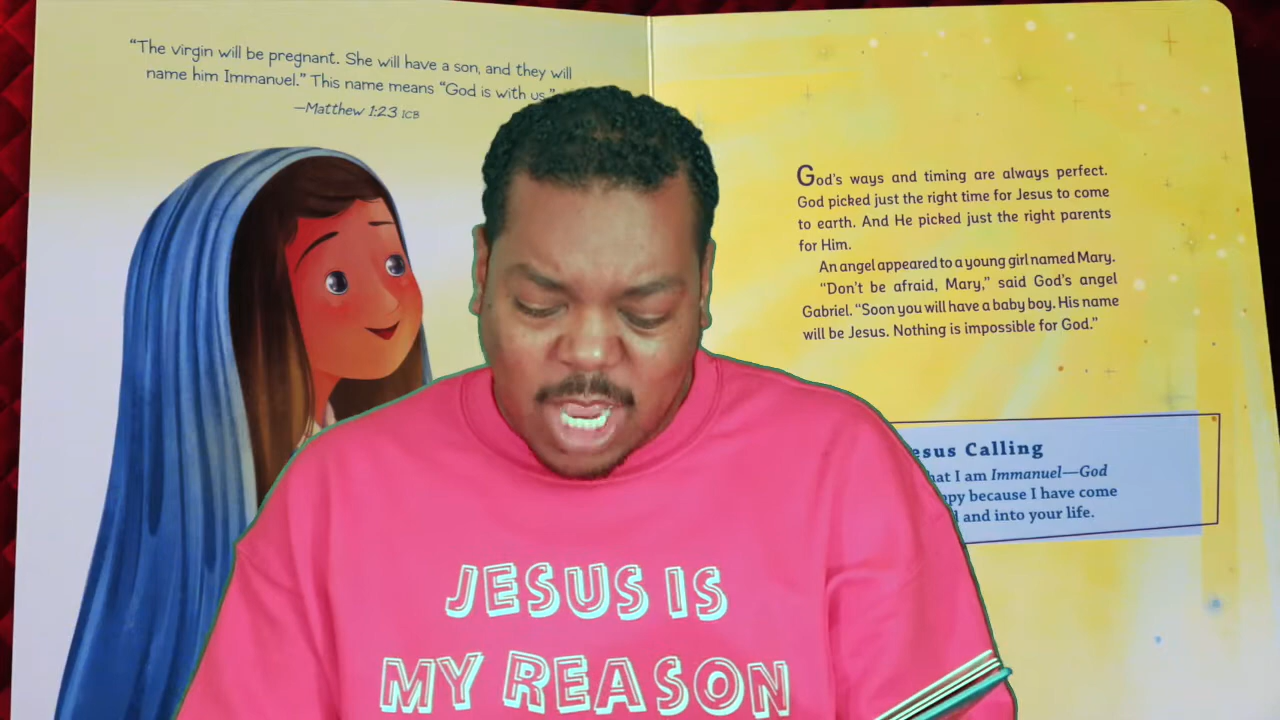 "The virgin will be pregnant. She will have a son, and they will
name him Immanuel." This name means "God is with us."
—Matthew 1:23 ICB
God's ways and timing are always perfect.
God picked just the right time for Jesus to come
to earth. And He picked just the right parents
for Him.
An angel appeared to a young girl named Mary.
"Don't be afraid, Mary," said God's angel
Gabriel. "Soon you will have a baby boy. His name
will be Jesus. Nothing is impossible for God."
esus Calling
hat I am Immanuel—God
because I have come
and into your life.
JESUS IS
MY REASON